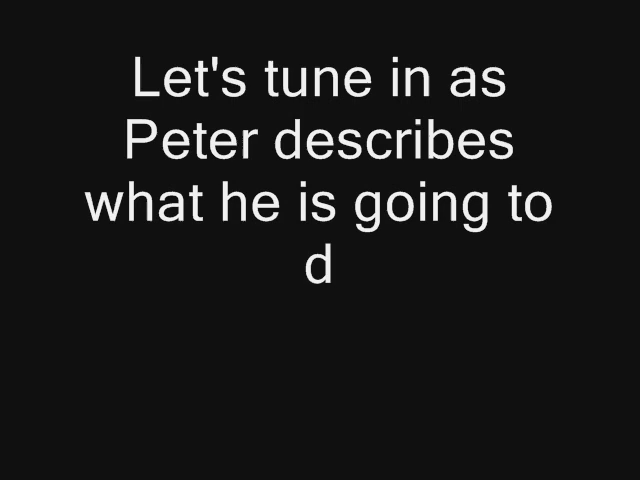 Let's tune in as
Peter describes
what he is going to
d